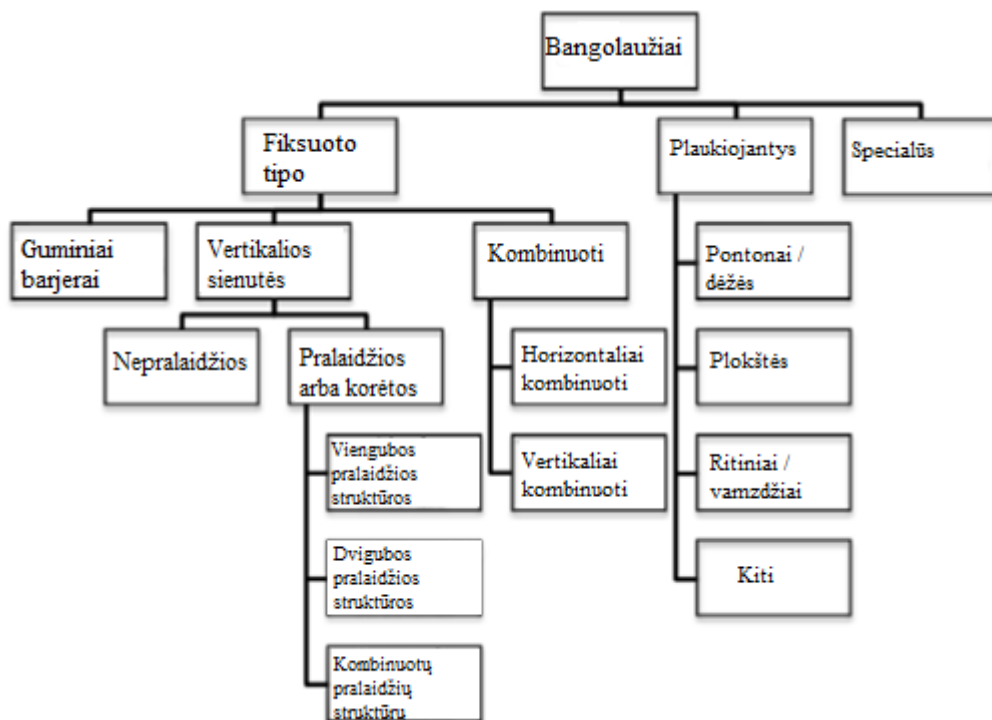 Bangolaužiai
Fiksuoto
tipo
Plaukiojantys
Specialūs
Guminiai
barjerai
Vertikalios
sienutės
Kombinuoti
Pontonai /
dėžės
Nepralaidžios
Pralaidžios
arba korėtos
Horizontaliai
kombinuoti
Plokštės
Viengubos
pralaidžios
struktūros
Vertikaliai
kombinuoti
Ritiniai /
vamzdžiai
Dvigubos
pralaidžios
struktūros
Kiti
Kombinuotų
pralaidžių
struktūrų